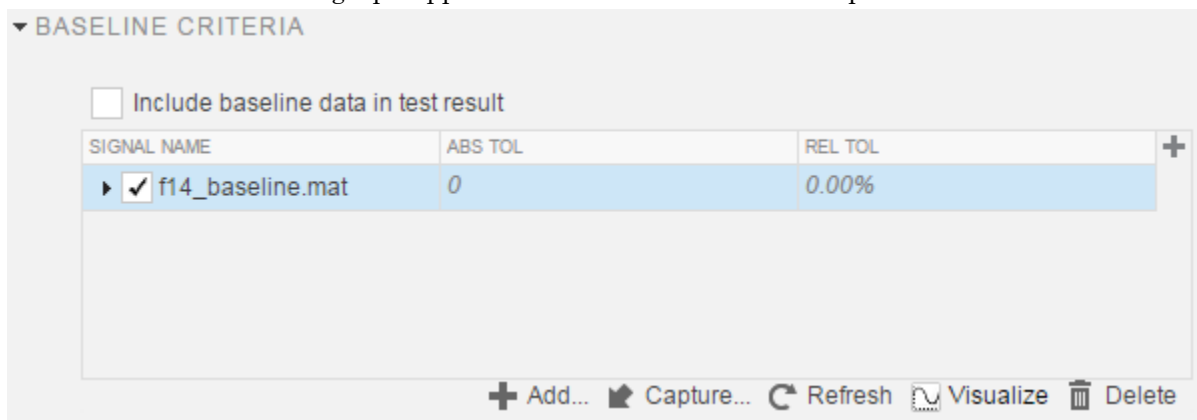 BASELINE CRITERIA
Include baseline data in test result
SIGNAL NAME ABS TOL REL TOL
f14_baseline.mat 0 0.00%
Add... Capture... Refresh Visualize Delete